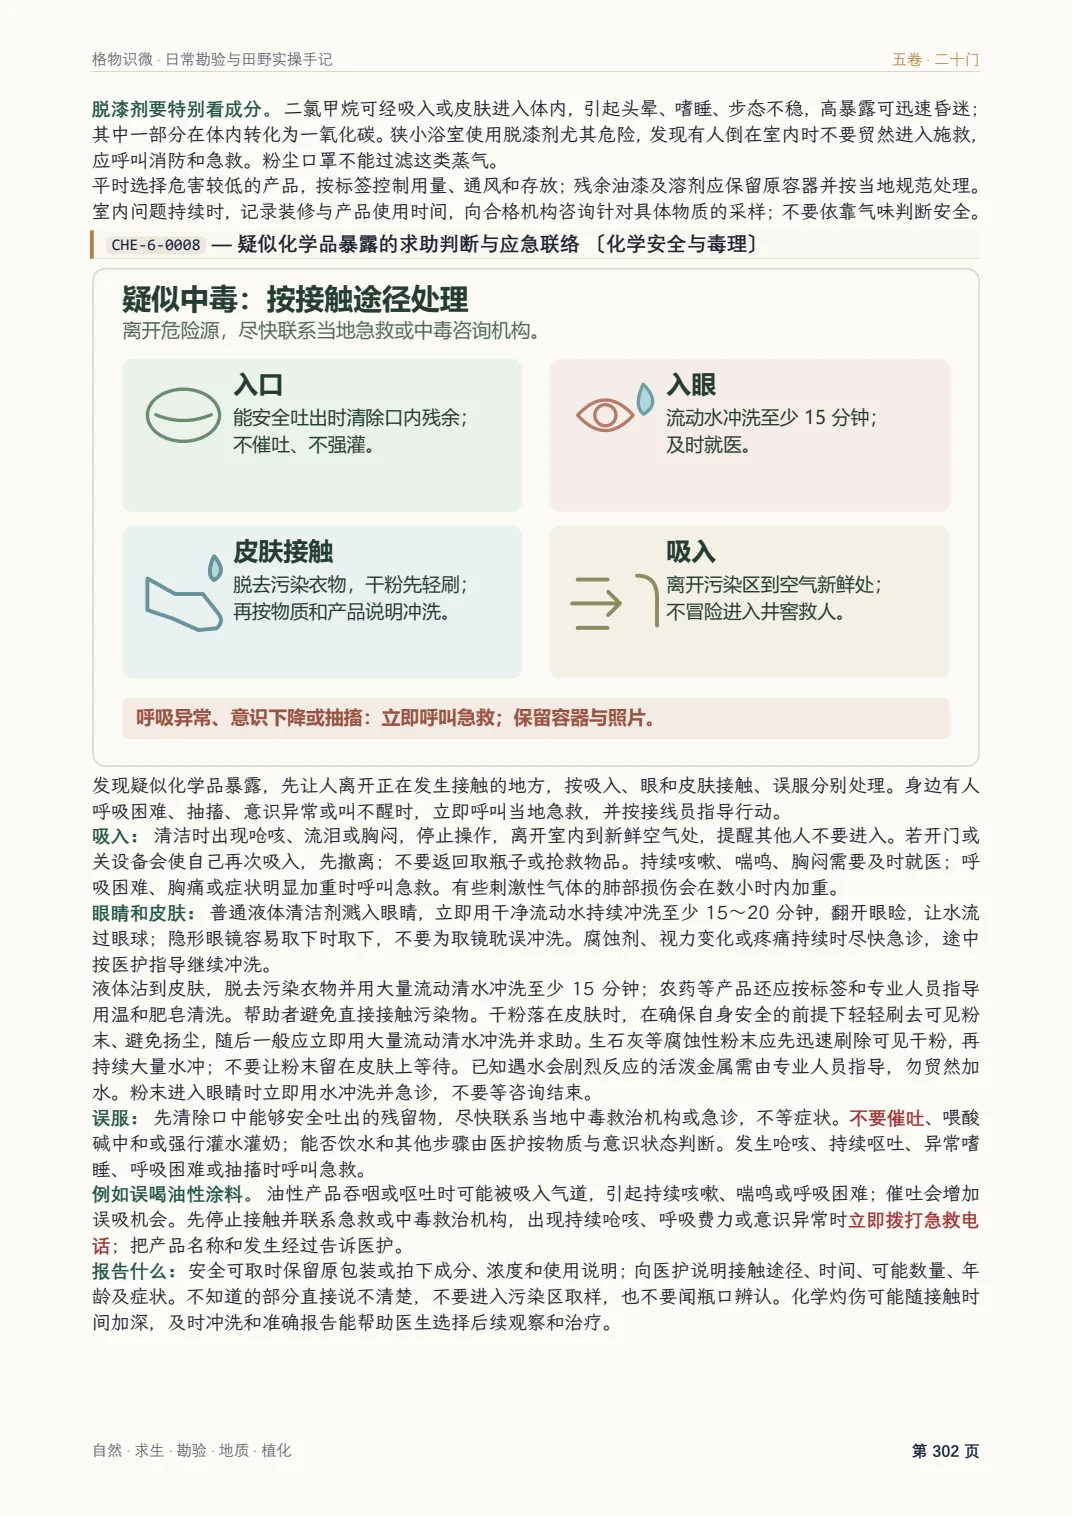 格物识微 · 日常勘验与田野实操手记
五卷 · 二十门
脱漆剂要特别看成分。二氯甲烷可经吸入或皮肤进入体内，引起头晕、嗜睡、步态不稳，高暴露可迅速昏迷；
其中一部分在体内转化为一氧化碳。狭小浴室使用脱漆剂尤其危险，发现有人倒在室内时不要贸然进入施救，
应呼叫消防和急救。粉尘口罩不能过滤这类蒸气。
平时选择危害较低的产品，按标签控制用量、通风和存放；残余油漆及溶剂应保留原容器并按当地规范处理。
室内问题持续时，记录装修与产品使用时间，向合格机构咨询针对具体物质的采样；不要依靠气味判断安全。
CHE-6-0008 — 疑似化学品暴露的求助判断与应急联络 〔化学安全与毒理〕
疑似中毒：按接触途径处理
离开危险源，尽快联系当地急救或中毒咨询机构。
入口
能安全吐出时清除口内残余；
不催吐、不强灌。
入眼
流动水冲洗至少 15 分钟；
及时就医。
皮肤接触
脱去污染衣物，干粉先轻刷；
再按物质和产品说明冲洗。
吸入
离开污染区到空气新鲜处；
不冒险进入井窖救人。
呼吸异常、意识下降或抽搐：立即呼叫急救；保留容器与照片。
发现疑似化学品暴露，先让人离开正在发生接触的地方，按吸入、眼和皮肤接触、误服分别处理。身边有人
呼吸困难、抽搐、意识异常或叫不醒时，立即呼叫当地急救，并按接线员指导行动。
吸入：清洁时出现呛咳、流泪或胸闷，停止操作，离开室内到新鲜空气处，提醒其他人不要进入。若开门或
关设备会使自己再次吸入，先撤离；不要返回取瓶子或抢救物品。持续咳嗽、喘鸣、胸闷需要及时就医；呼
吸困难、胸痛或症状明显加重时呼叫急救。有些刺激性气体的肺部损伤会在数小时内加重。
眼睛和皮肤：普通液体清洁剂溅入眼睛，立即用干净流动水持续冲洗至少 15～20 分钟，翻开眼睑，让水流
过眼球；隐形眼镜容易取下时取下，不要为取镜耽误冲洗。腐蚀剂、视力变化或疼痛持续时尽快急诊，途中
按医护指导继续冲洗。
液体沾到皮肤，脱去污染衣物并用大量流动清水冲洗至少 15 分钟；农药等产品还应按标签和专业人员指导
用温和肥皂清洗。帮助者避免直接接触污染物。干粉落在皮肤时，在确保自身安全的前提下轻轻刷去可见粉
末、避免扬尘，随后一般应立即用大量流动清水冲洗并求助。生石灰等腐蚀性粉末应先迅速刷除可见干粉，再
持续大量水冲；不要让粉末留在皮肤上等待。已知遇水会剧烈反应的活泼金属需由专业人员指导，勿贸然加
水。粉末进入眼睛时立即用水冲洗并急诊，不要等咨询结束。
误服：先清除口中能够安全吐出的残留物，尽快联系当地中毒救治机构或急诊，不等症状。不要催吐、喂酸
碱中和或强行灌水灌奶；能否饮水和其他步骤由医护按物质与意识状态判断。发生呛咳、持续呕吐、异常嗜
睡、呼吸困难或抽搐时呼叫急救。
例如误喝油性涂料。油性产品吞咽或呕吐时可能被吸入气道，引起持续咳嗽、喘鸣或呼吸困难；催吐会增加
误吸机会。先停止接触并联系急救或中毒救治机构，出现持续呛咳、呼吸费力或意识异常时立即拨打急救电
话；把产品名称和发生经过告诉医护。
报告什么：安全可取时保留原包装或拍下成分、浓度和使用说明；向医护说明接触途径、时间、可能数量、年
龄及症状。不知道的部分直接说不清楚，不要进入污染区取样，也不要闻瓶口辨认。化学灼伤可能随接触时
间加深，及时冲洗和准确报告能帮助医生选择后续观察和治疗。
自然 · 求生 · 勘验 · 地质 · 植化
第 302 页